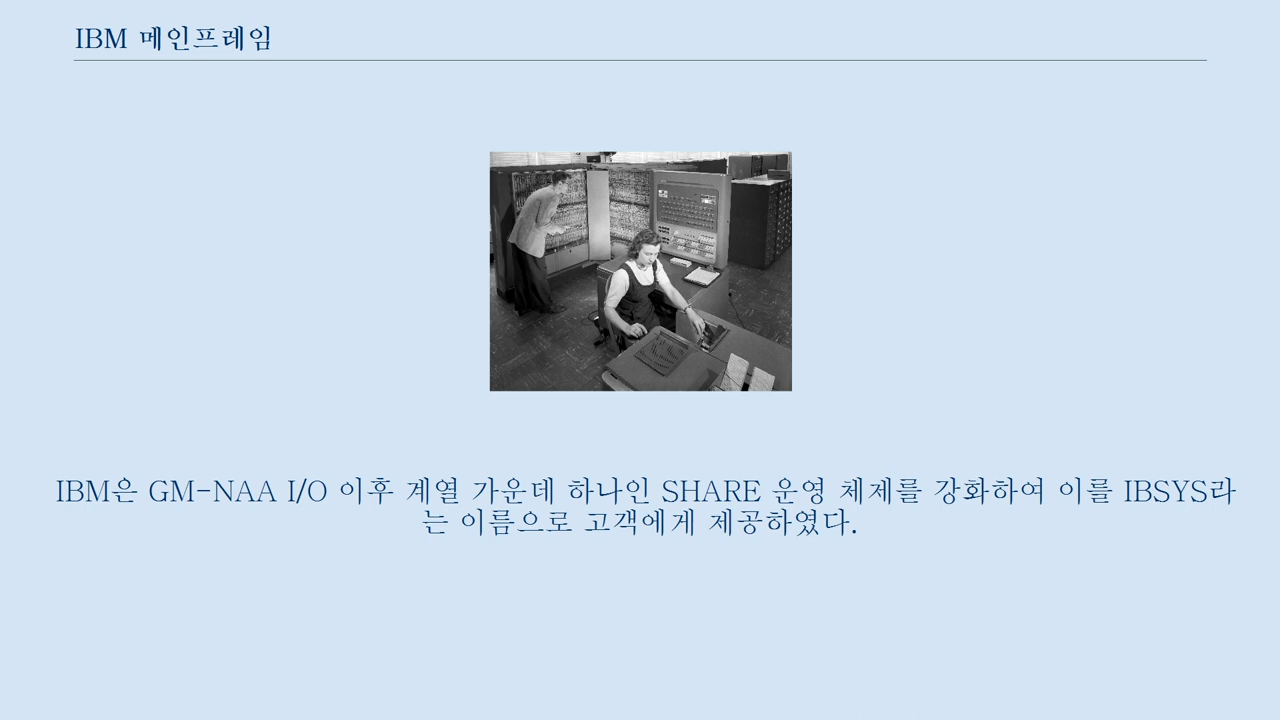 IBM 메인프레임
IBM은 GM-NAA I/O 이후 계열 가운데 하나인 SHARE 운영 체제를 강화하여 이를 IBSYS라
는 이름으로 고객에게 제공하였다.